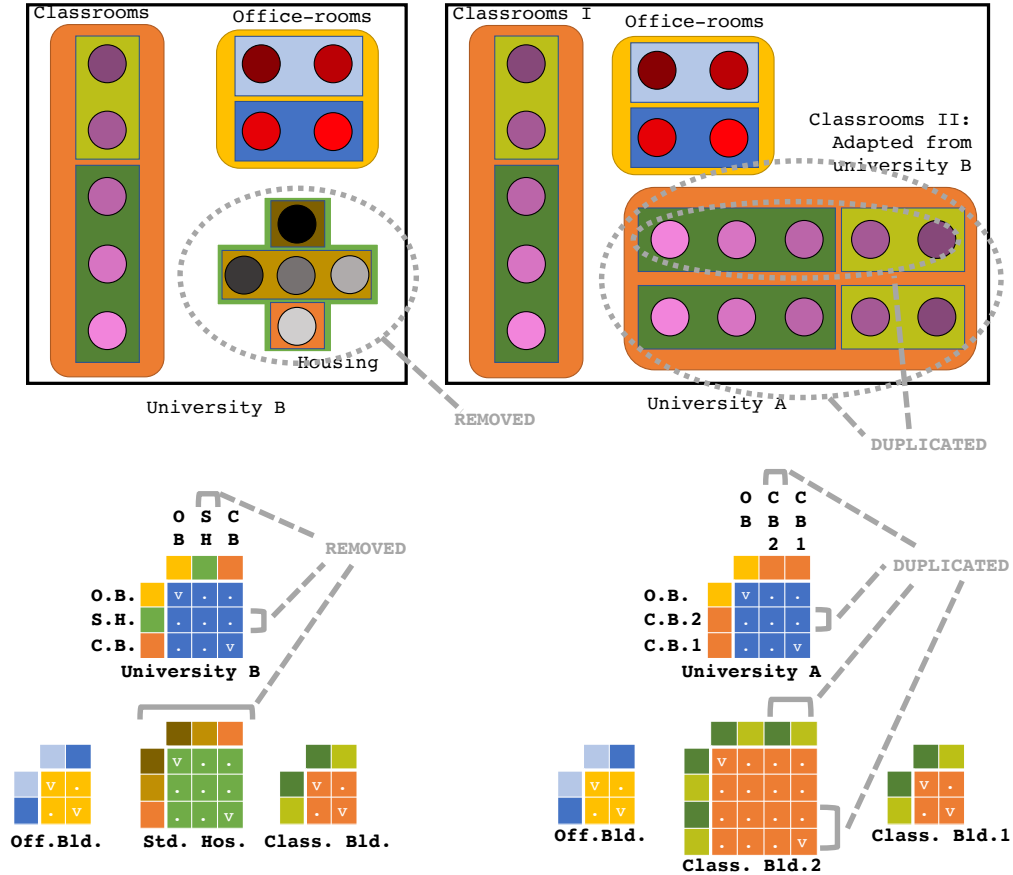 Classrooms
Office-rooms
Housing
University B
REMOVED
Classrooms I
Office-rooms
Classrooms II:
Adapted from
university B
University A
DUPLICATED
O S C
B H B
REMOVED
O.B. v . .
S.H. . . .
C.B. . . v
University B
O C C
B B B
2 1
DUPLICATED
O.B. v . .
C.B.2 . . .
C.B.1 . . v
University A
v .
. v
Off.Bld.
v . .
. . .
. . v
Std. Hos.
v .
. v
Class. Bld.
v .
. v
Off.Bld.
v . . .
. . . .
. . . .
. . . v
Class. Bld.2
v .
. v
Class. Bld.1